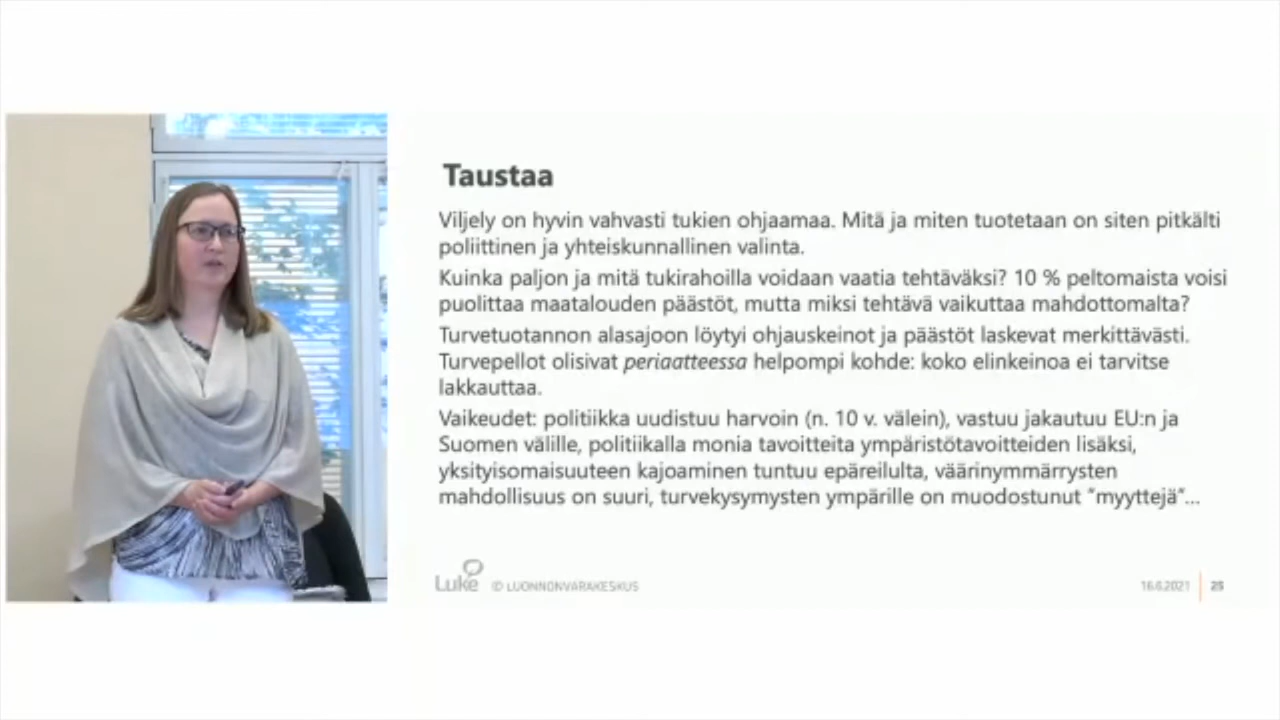 Taustaa
Viljely on hyvin vahvasti tukien ohjaamaa. Mitä ja miten tuotetaan on siten pitkälti
poliittinen ja yhteiskunnallinen valinta.
Kuinka paljon ja mitä tukirahoilla voidaan vaatia tehtäväksi? 10 % peltomaista voisi
puolittaa maatalouden päästöt, mutta miksi tehtävä vaikuttaa mahdottomalta?
Turvetuotannon alasajoon löytyi ohjauskeinot ja päästöt laskevat merkittävästi.
Turvepellot olisivat periaatteessa helpompi kohde: koko elinkeinoa ei tarvitse
lakkauttaa.
Vaikeudet: politiikka uudistuu harvoin (n. 10 v. välein), vastuu jakautuu EU:n ja
Suomen välille, politiikalla monia tavoitteita ympäristötavoitteiden lisäksi,
yksityisomaisuuteen kajoaminen tuntuu epäreilulta, väärinymmärrysten
mahdollisuus on suuri, turvekysymysten ympärille on muodostunut ”myyttejä”...
Luke © LUONNONVARAKESKUS 16.6.2021 25